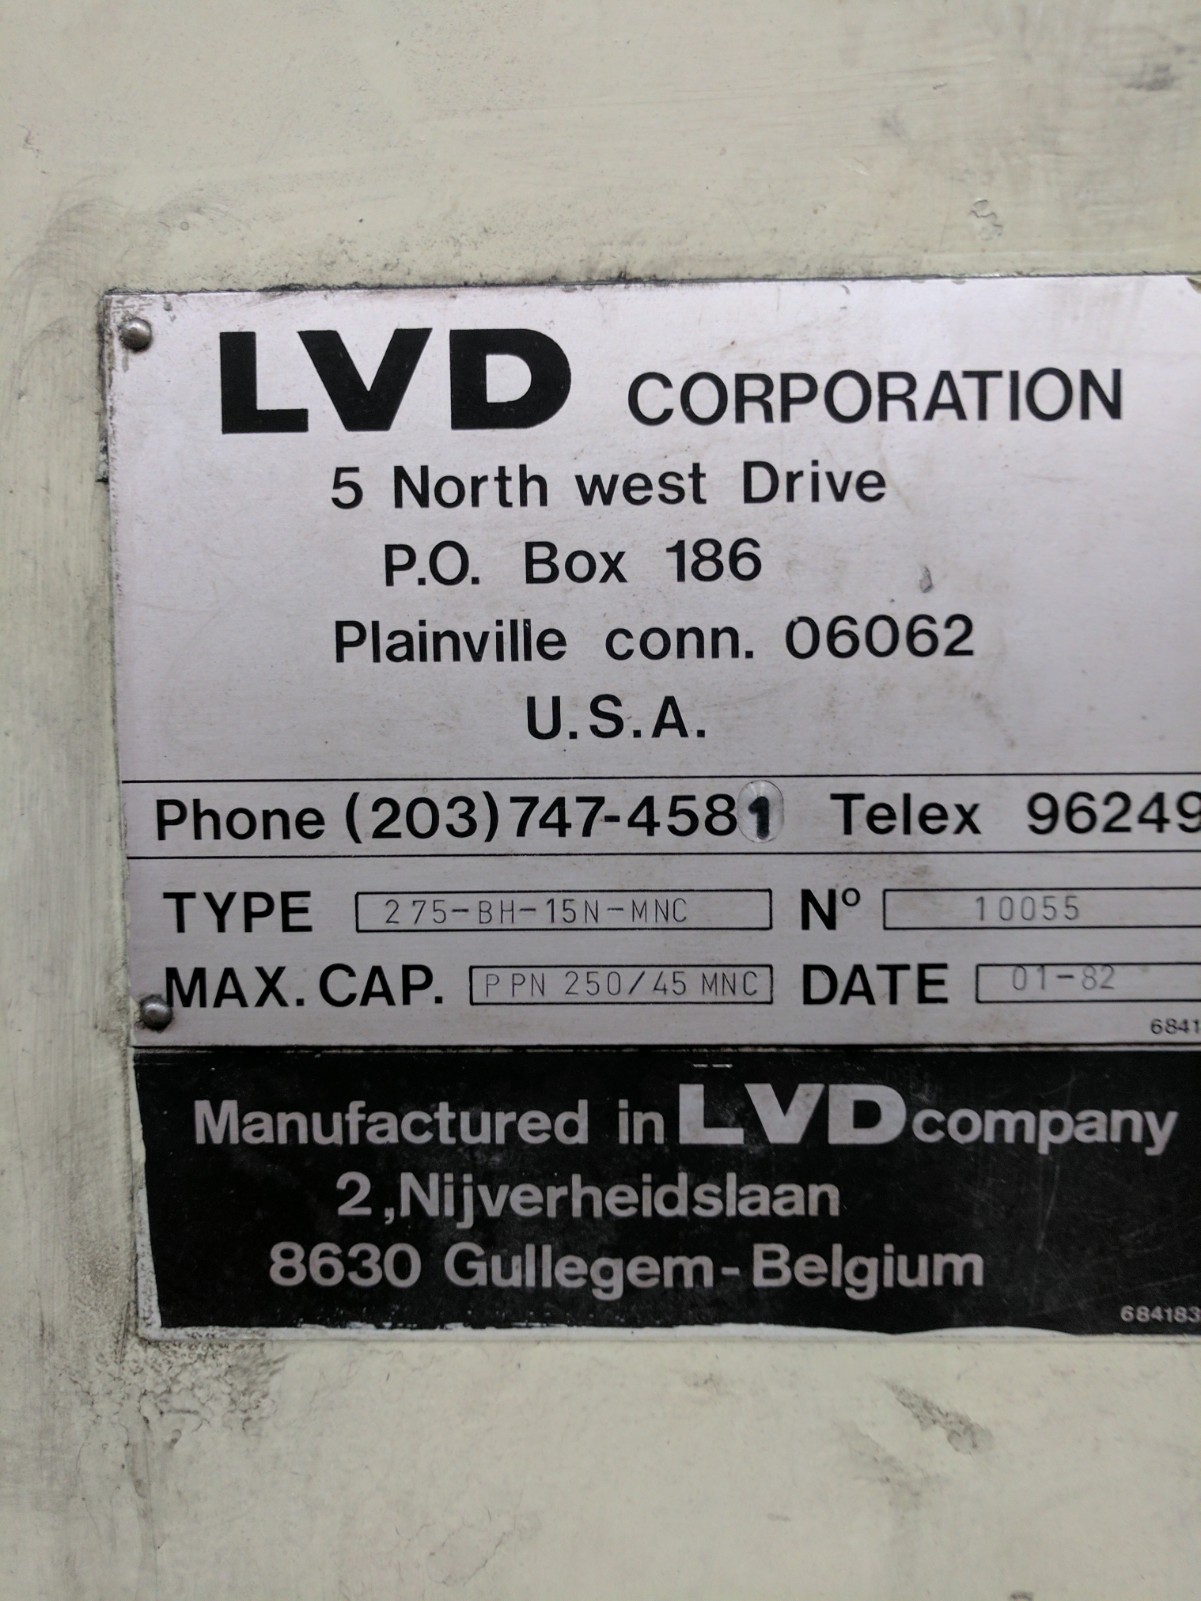 LVD CORPORATION
5 North west Drive
P.O. Box 186
Plainville conn. 06062
U.S.A.
Phone (203) 747-4581 Telex 96249
TYPE 275-BH-15N-MNC Nº 10055
MAX. CAP. PPN 250/45 MNC DATE 01-82
6841
Manufactured in LVD company
2,Nijverheidslaan
8630 Gullegem-Belgium
684183